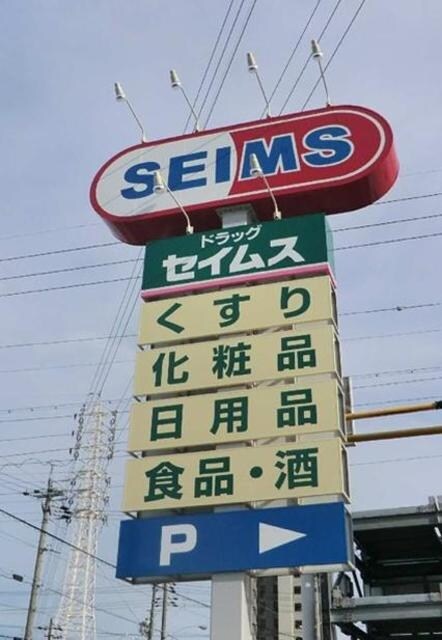 SEIMS
ドラッグ
セイムス
くすり
化粧品
日用品
食品・酒
P